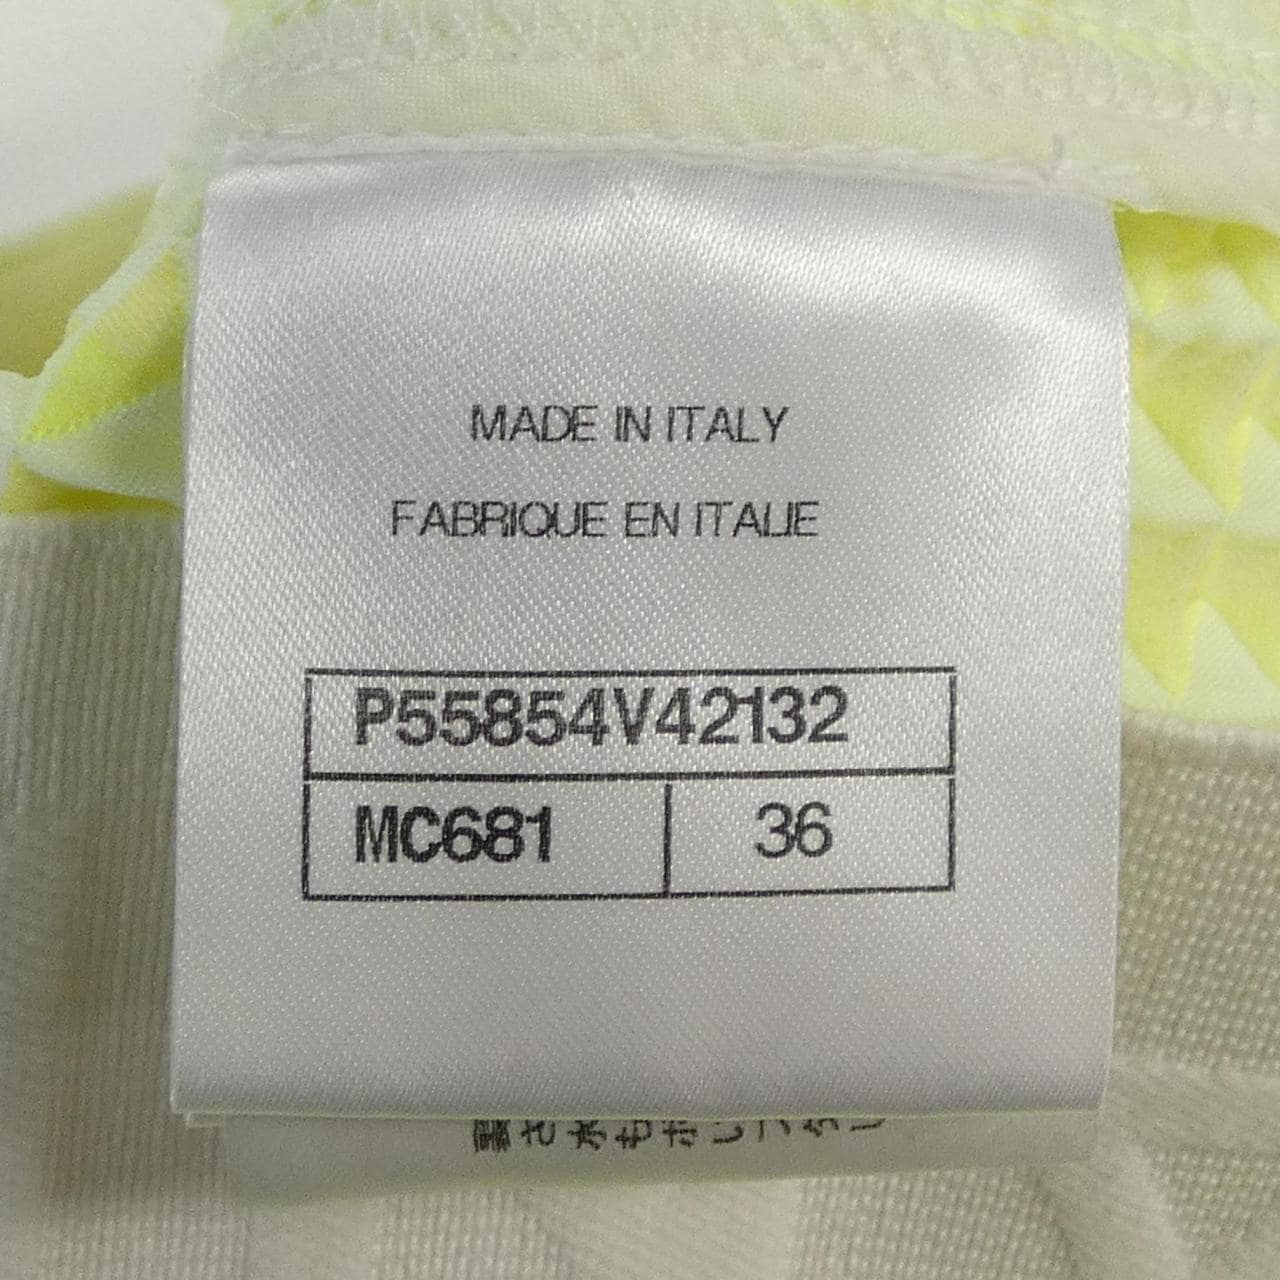 MADE IN ITALY
FABRIQUE EN ITALIE
P55854V42132
MC681 36